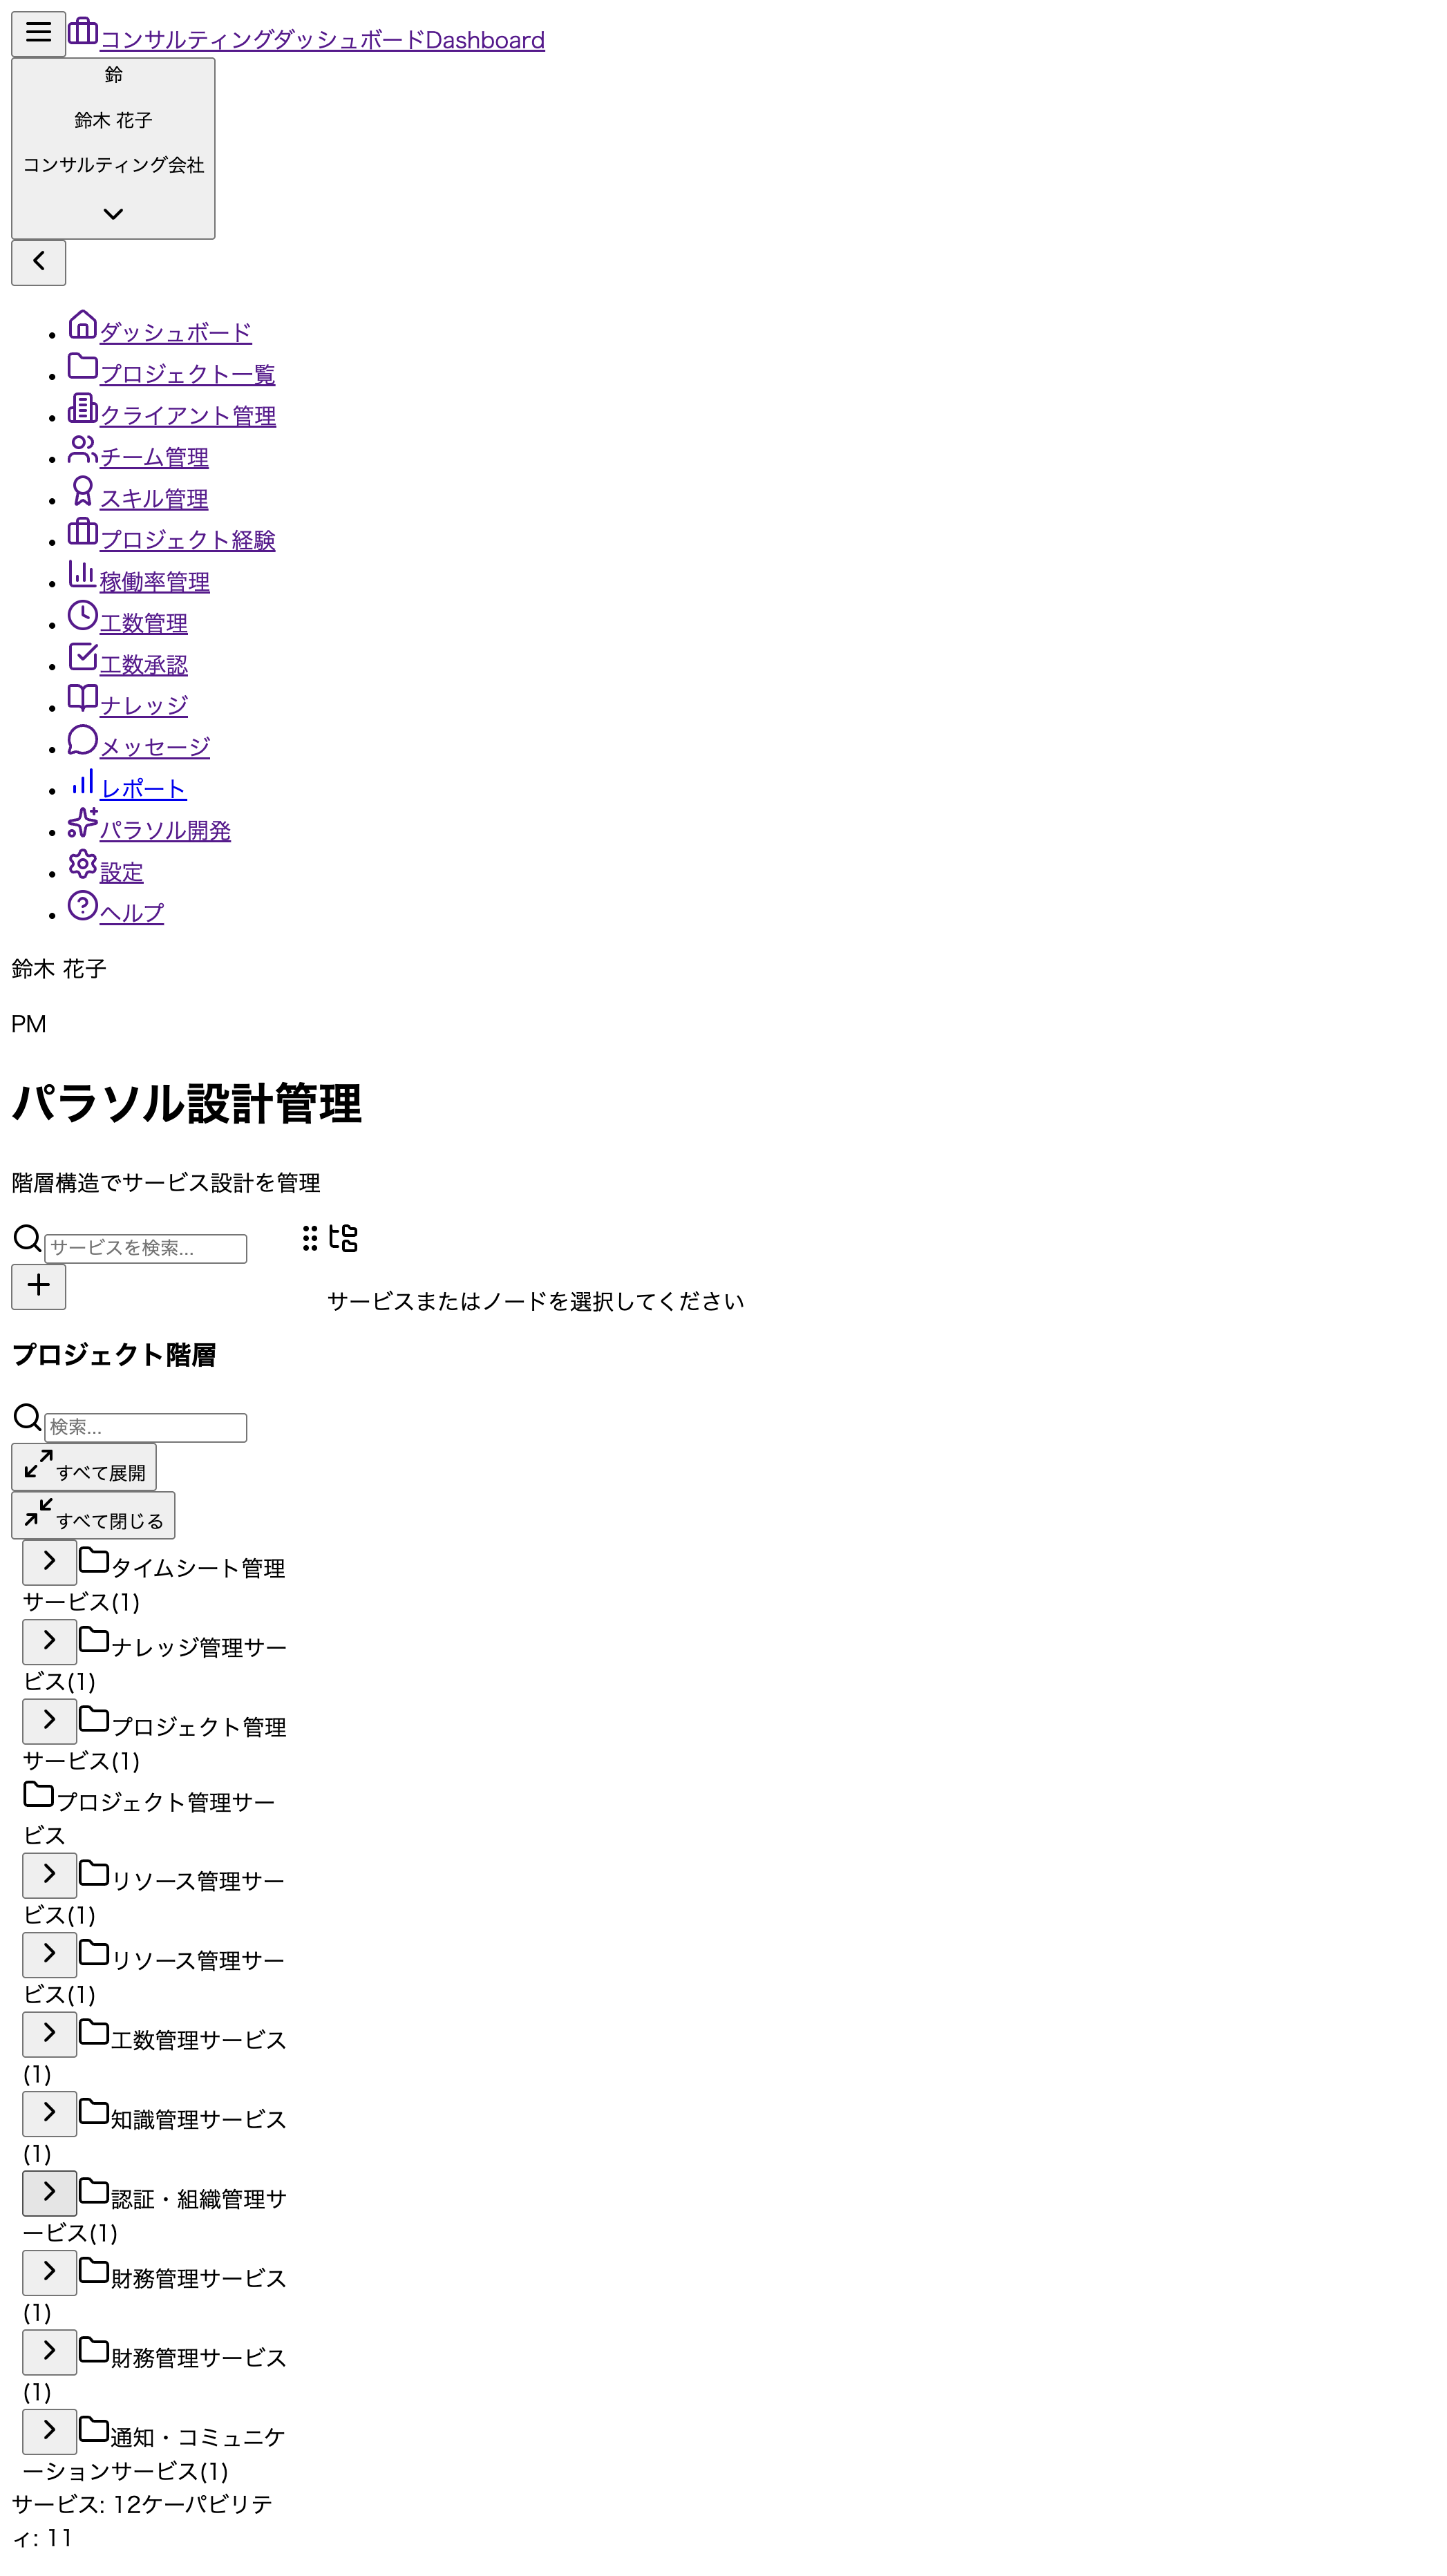 コンサルティングダッシュボードDashboard
鈴
鈴木 花子
コンサルティング会社
ダッシュボード
プロジェクト一覧
クライアント管理
チーム管理
スキル管理
プロジェクト経験
稼働率管理
工数管理
工数承認
ナレッジ
メッセージ
レポート
パラソル開発
設定
ヘルプ
鈴木 花子
PM
パラソル設計管理
階層構造でサービス設計を管理
サービスを検索...
サービスまたはノードを選択してください
プロジェクト階層
検索...
すべて展開
すべて閉じる
タイムシート管理
サービス(1)
ナレッジ管理サー
ビス(1)
プロジェクト管理
サービス(1)
プロジェクト管理サー
ビス
リソース管理サー
ビス(1)
リソース管理サー
ビス(1)
工数管理サービス
(1)
知識管理サービス
(1)
認証・組織管理サ
ービス(1)
財務管理サービス
(1)
財務管理サービス
(1)
通知・コミュニケ
ーションサービス(1)
サービス: 12ケーパビリテ
ィ: 11